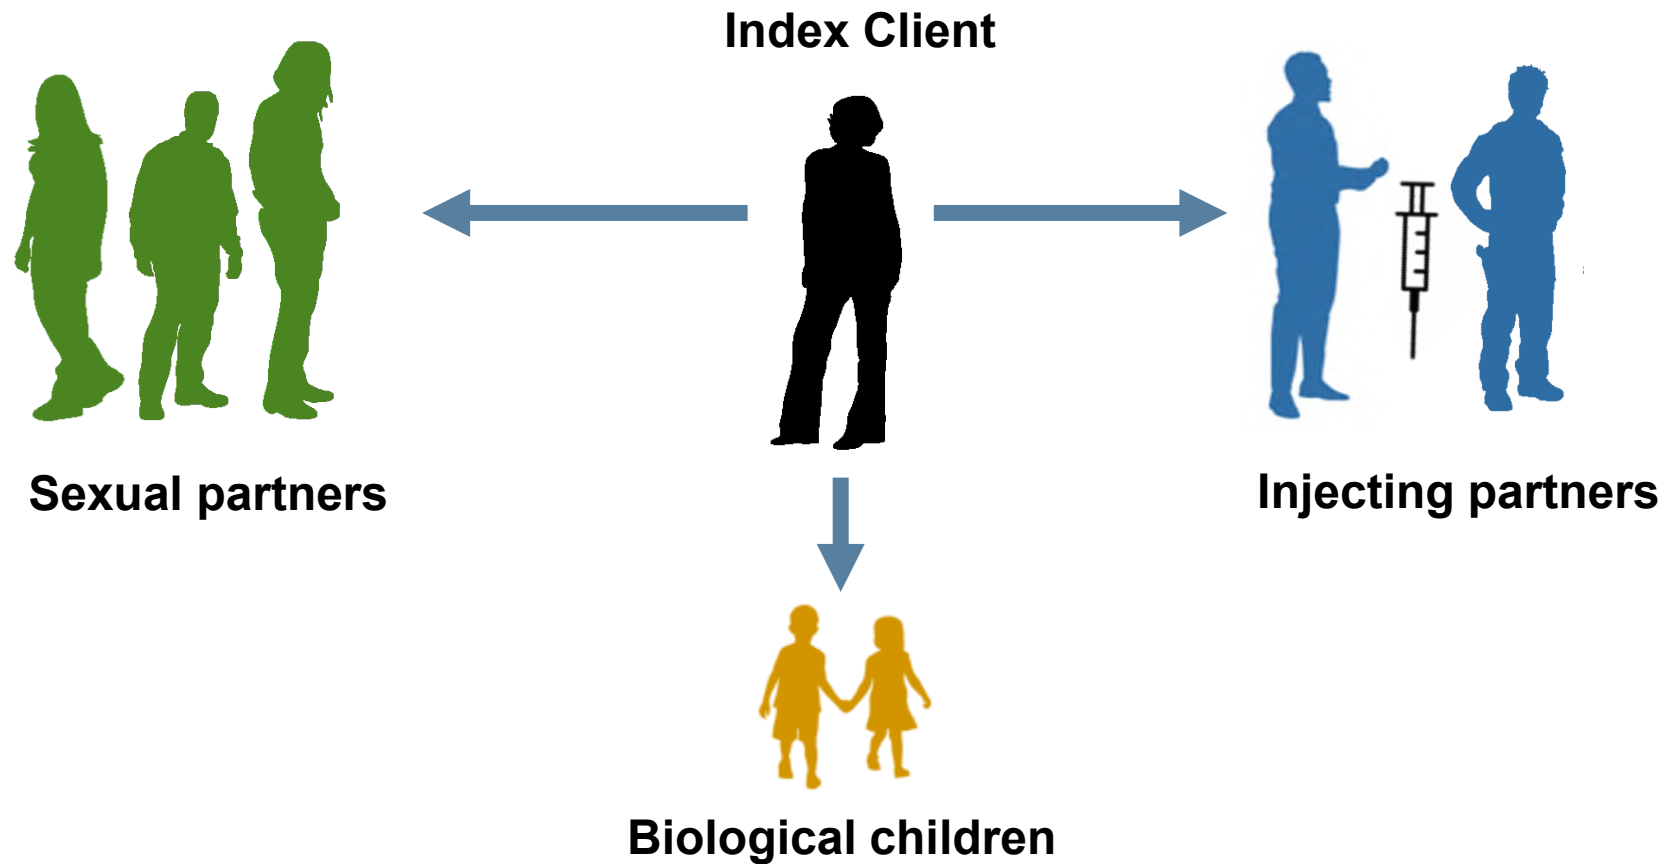 Index Client
Sexual partners
Injecting partners
Biological children